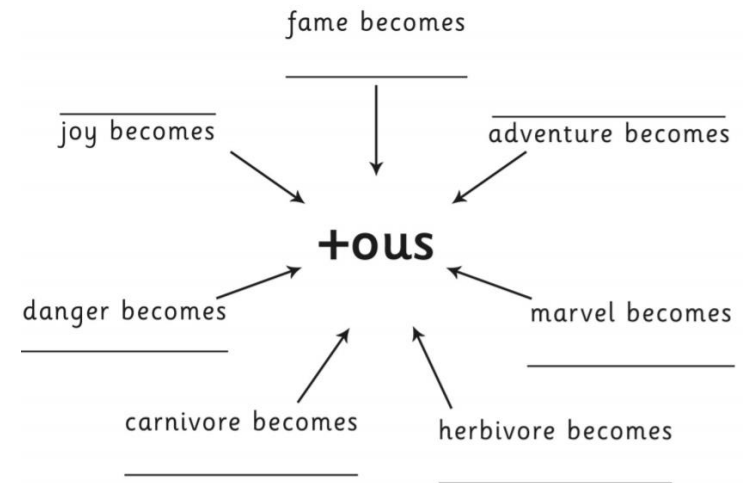 fame becomes
joy becomes
adventure becomes
+ous
danger becomes
marvel becomes
carnivore becomes
herbivore becomes